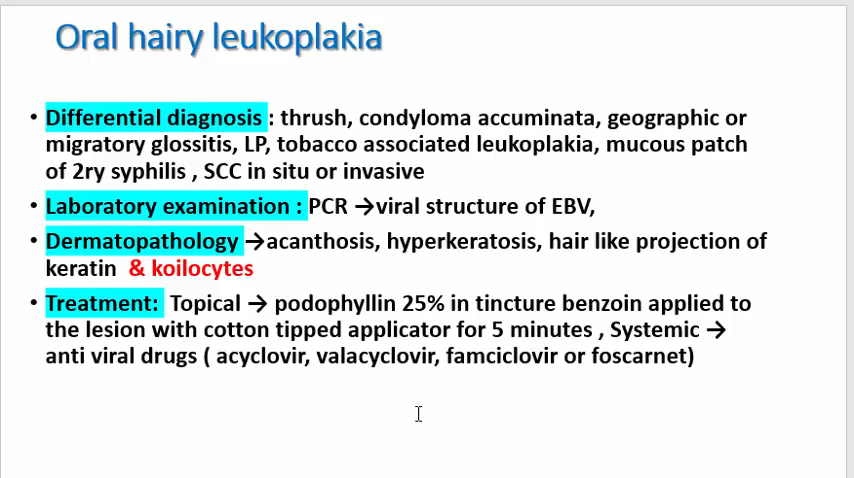 Oral hairy leukoplakia
• Differential diagnosis : thrush, condyloma accuminata, geographic or
migratory glossitis, LP, tobacco associated leukoplakia, mucous patch
of 2ry syphilis , SCC in situ or invasive
• Laboratory examination : PCR →viral structure of EBV,
• Dermatopathology →acanthosis, hyperkeratosis, hair like projection of
keratin & koilocytes
• Treatment: Topical → podophyllin 25% in tincture benzoin applied to
the lesion with cotton tipped applicator for 5 minutes , Systemic →
anti viral drugs ( acyclovir, valacyclovir, famciclovir or foscarnet)